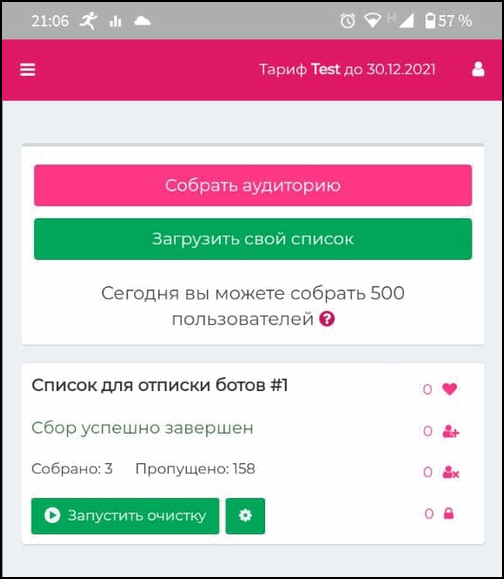 21:06 H 57 %
Тариф Test до 30.12.2021
Собрать аудиторию
Загрузить свой список
Сегодня вы можете собрать 500
пользователей ?
Список для отписки ботов #1
0
Сбор успешно завершен
0
Собрано: 3 Пропущено: 158
0
Запустить очистку
0